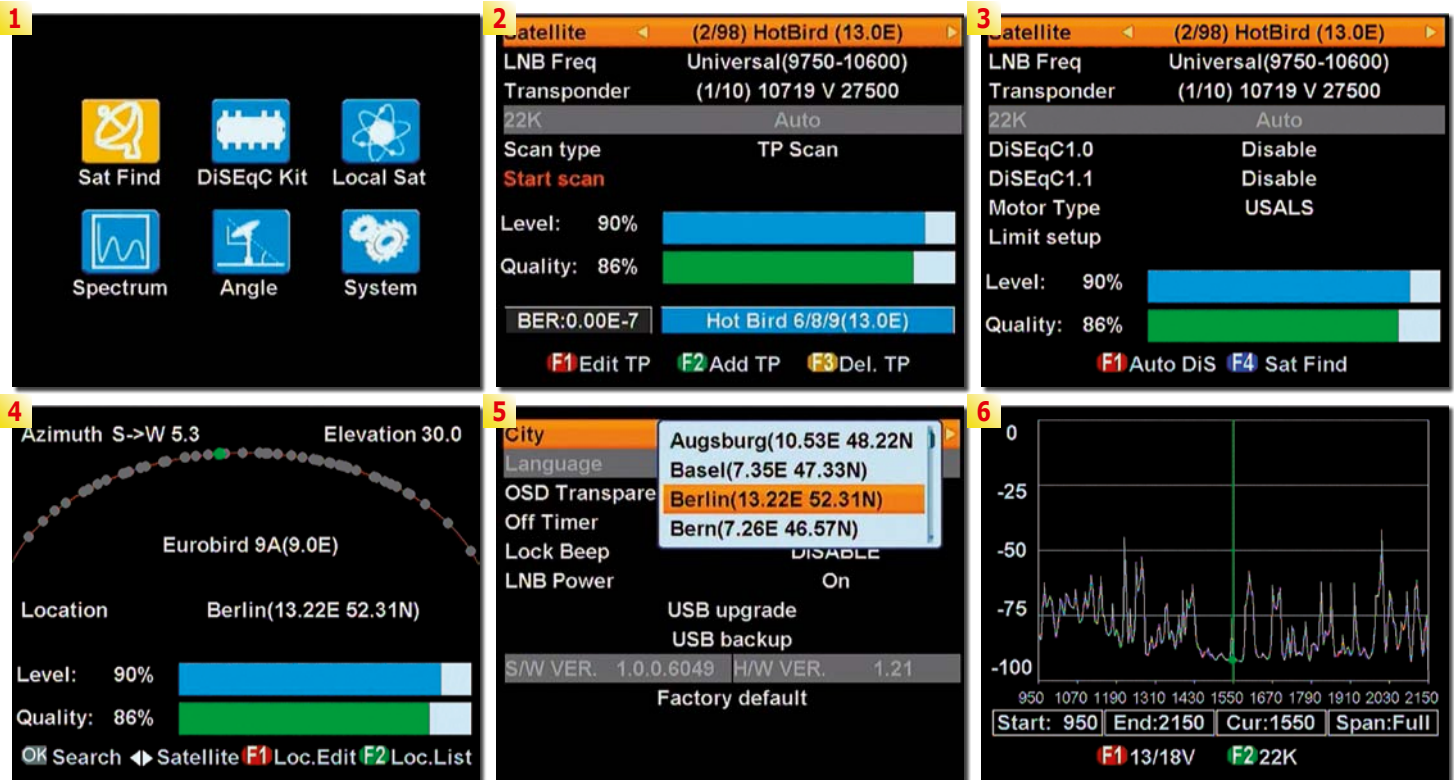 1
Sat Find
DiSEqC Kit
Local Sat
Spectrum
Angle
System
2
Satellite (2/98) HotBird (13.0E)
LNB Freq Universal(9750-10600)
Transponder (1/10) 10719 V 27500
22K Auto
Scan type TP Scan
Start scan
Level: 90%
Quality: 86%
BER:0.00E-7 Hot Bird 6/8/9(13.0E)
F1 Edit TP F2 Add TP F3 Del. TP
3
Satellite (2/98) HotBird (13.0E)
LNB Freq Universal(9750-10600)
Transponder (1/10) 10719 V 27500
22K Auto
DiSEqC1.0 Disable
DiSEqC1.1 Disable
Motor Type USALS
Limit setup
Level: 90%
Quality: 86%
F1 Auto DiS F4 Sat Find
4
Azimuth S->W 5.3 Elevation 30.0
Eurobird 9A(9.0E)
Location Berlin(13.22E 52.31N)
Level: 90%
Quality: 86%
OK Search Satellite F1 Loc.Edit F2 Loc.List
5
City
Augsburg(10.53E 48.22N
Basel(7.35E 47.33N)
Berlin(13.22E 52.31N)
Bern(7.26E 46.57N)
Language
OSD Transpare
Off Timer
Lock Beep DISABLE
LNB Power On
USB upgrade
USB backup
S/W VER. 1.0.0.6049 H/W VER. 1.21
Factory default
6
0
-25
-50
-75
-100
950 1070 1190 1310 1430 1550 1670 1790 1910 2030 2150
Start: 950 End:2150 Cur:1550 Span:Full
F1 13/18V F2 22K